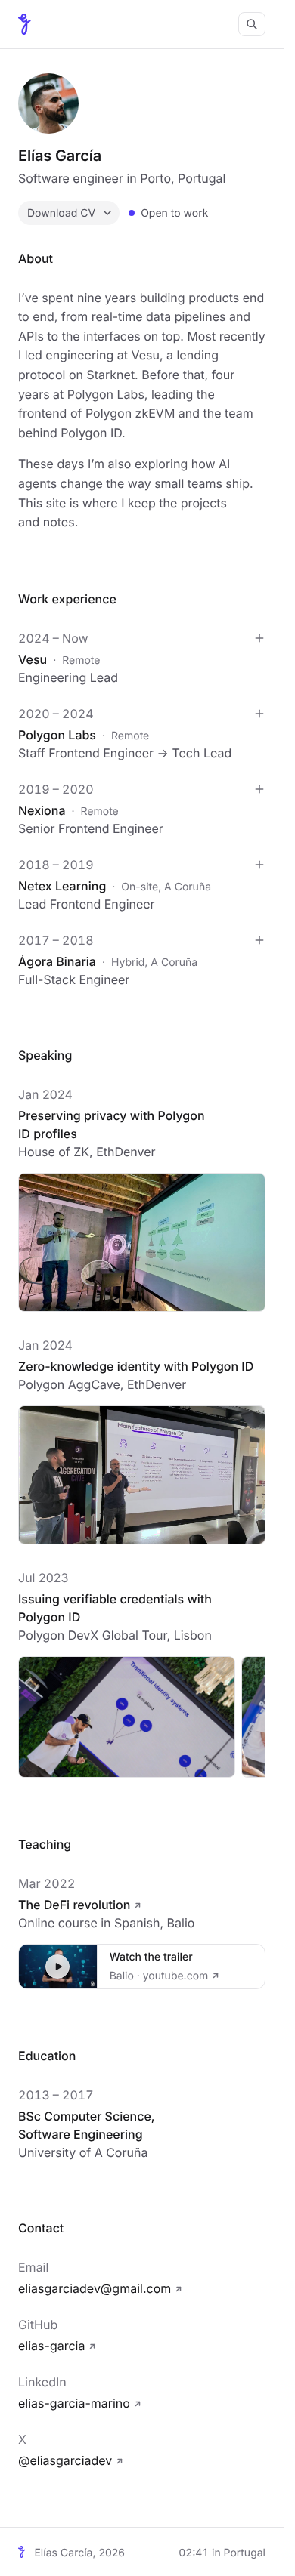 Elías García
Software engineer in Porto, Portugal
Download CV
Open to work
About
I’ve spent nine years building products end
to end, from real-time data pipelines and
APIs to the interfaces on top. Most recently
I led engineering at Vesu, a lending
protocol on Starknet. Before that, four
years at Polygon Labs, leading the
frontend of Polygon zkEVM and the team
behind Polygon ID.
These days I’m also exploring how AI
agents change the way small teams ship.
This site is where I keep the projects
and notes.
Work experience
2024 – Now
Vesu · Remote
Engineering Lead
2020 – 2024
Polygon Labs · Remote
Staff Frontend Engineer → Tech Lead
2019 – 2020
Nexiona · Remote
Senior Frontend Engineer
2018 – 2019
Netex Learning · On-site, A Coruña
Lead Frontend Engineer
2017 – 2018
Ágora Binaria · Hybrid, A Coruña
Full-Stack Engineer
Speaking
Jan 2024
Preserving privacy with Polygon
ID profiles
House of ZK, EthDenver
Jan 2024
Zero-knowledge identity with Polygon ID
Polygon AggCave, EthDenver
Main features of Polygon ID
AGGREGATION
CAVE
Jul 2023
Issuing verifiable credentials with
Polygon ID
Polygon DevX Global Tour, Lisbon
Traditional identity systems
Teaching
Mar 2022
The DeFi revolution ↗
Online course in Spanish, Balio
Watch the trailer
Balio · youtube.com ↗
Education
2013 – 2017
BSc Computer Science,
Software Engineering
University of A Coruña
Contact
Email
eliasgarciadev@gmail.com ↗
GitHub
elias-garcia ↗
LinkedIn
elias-garcia-marino ↗
X
@eliasgarciadev ↗
Elías García, 2026
02:41 in Portugal